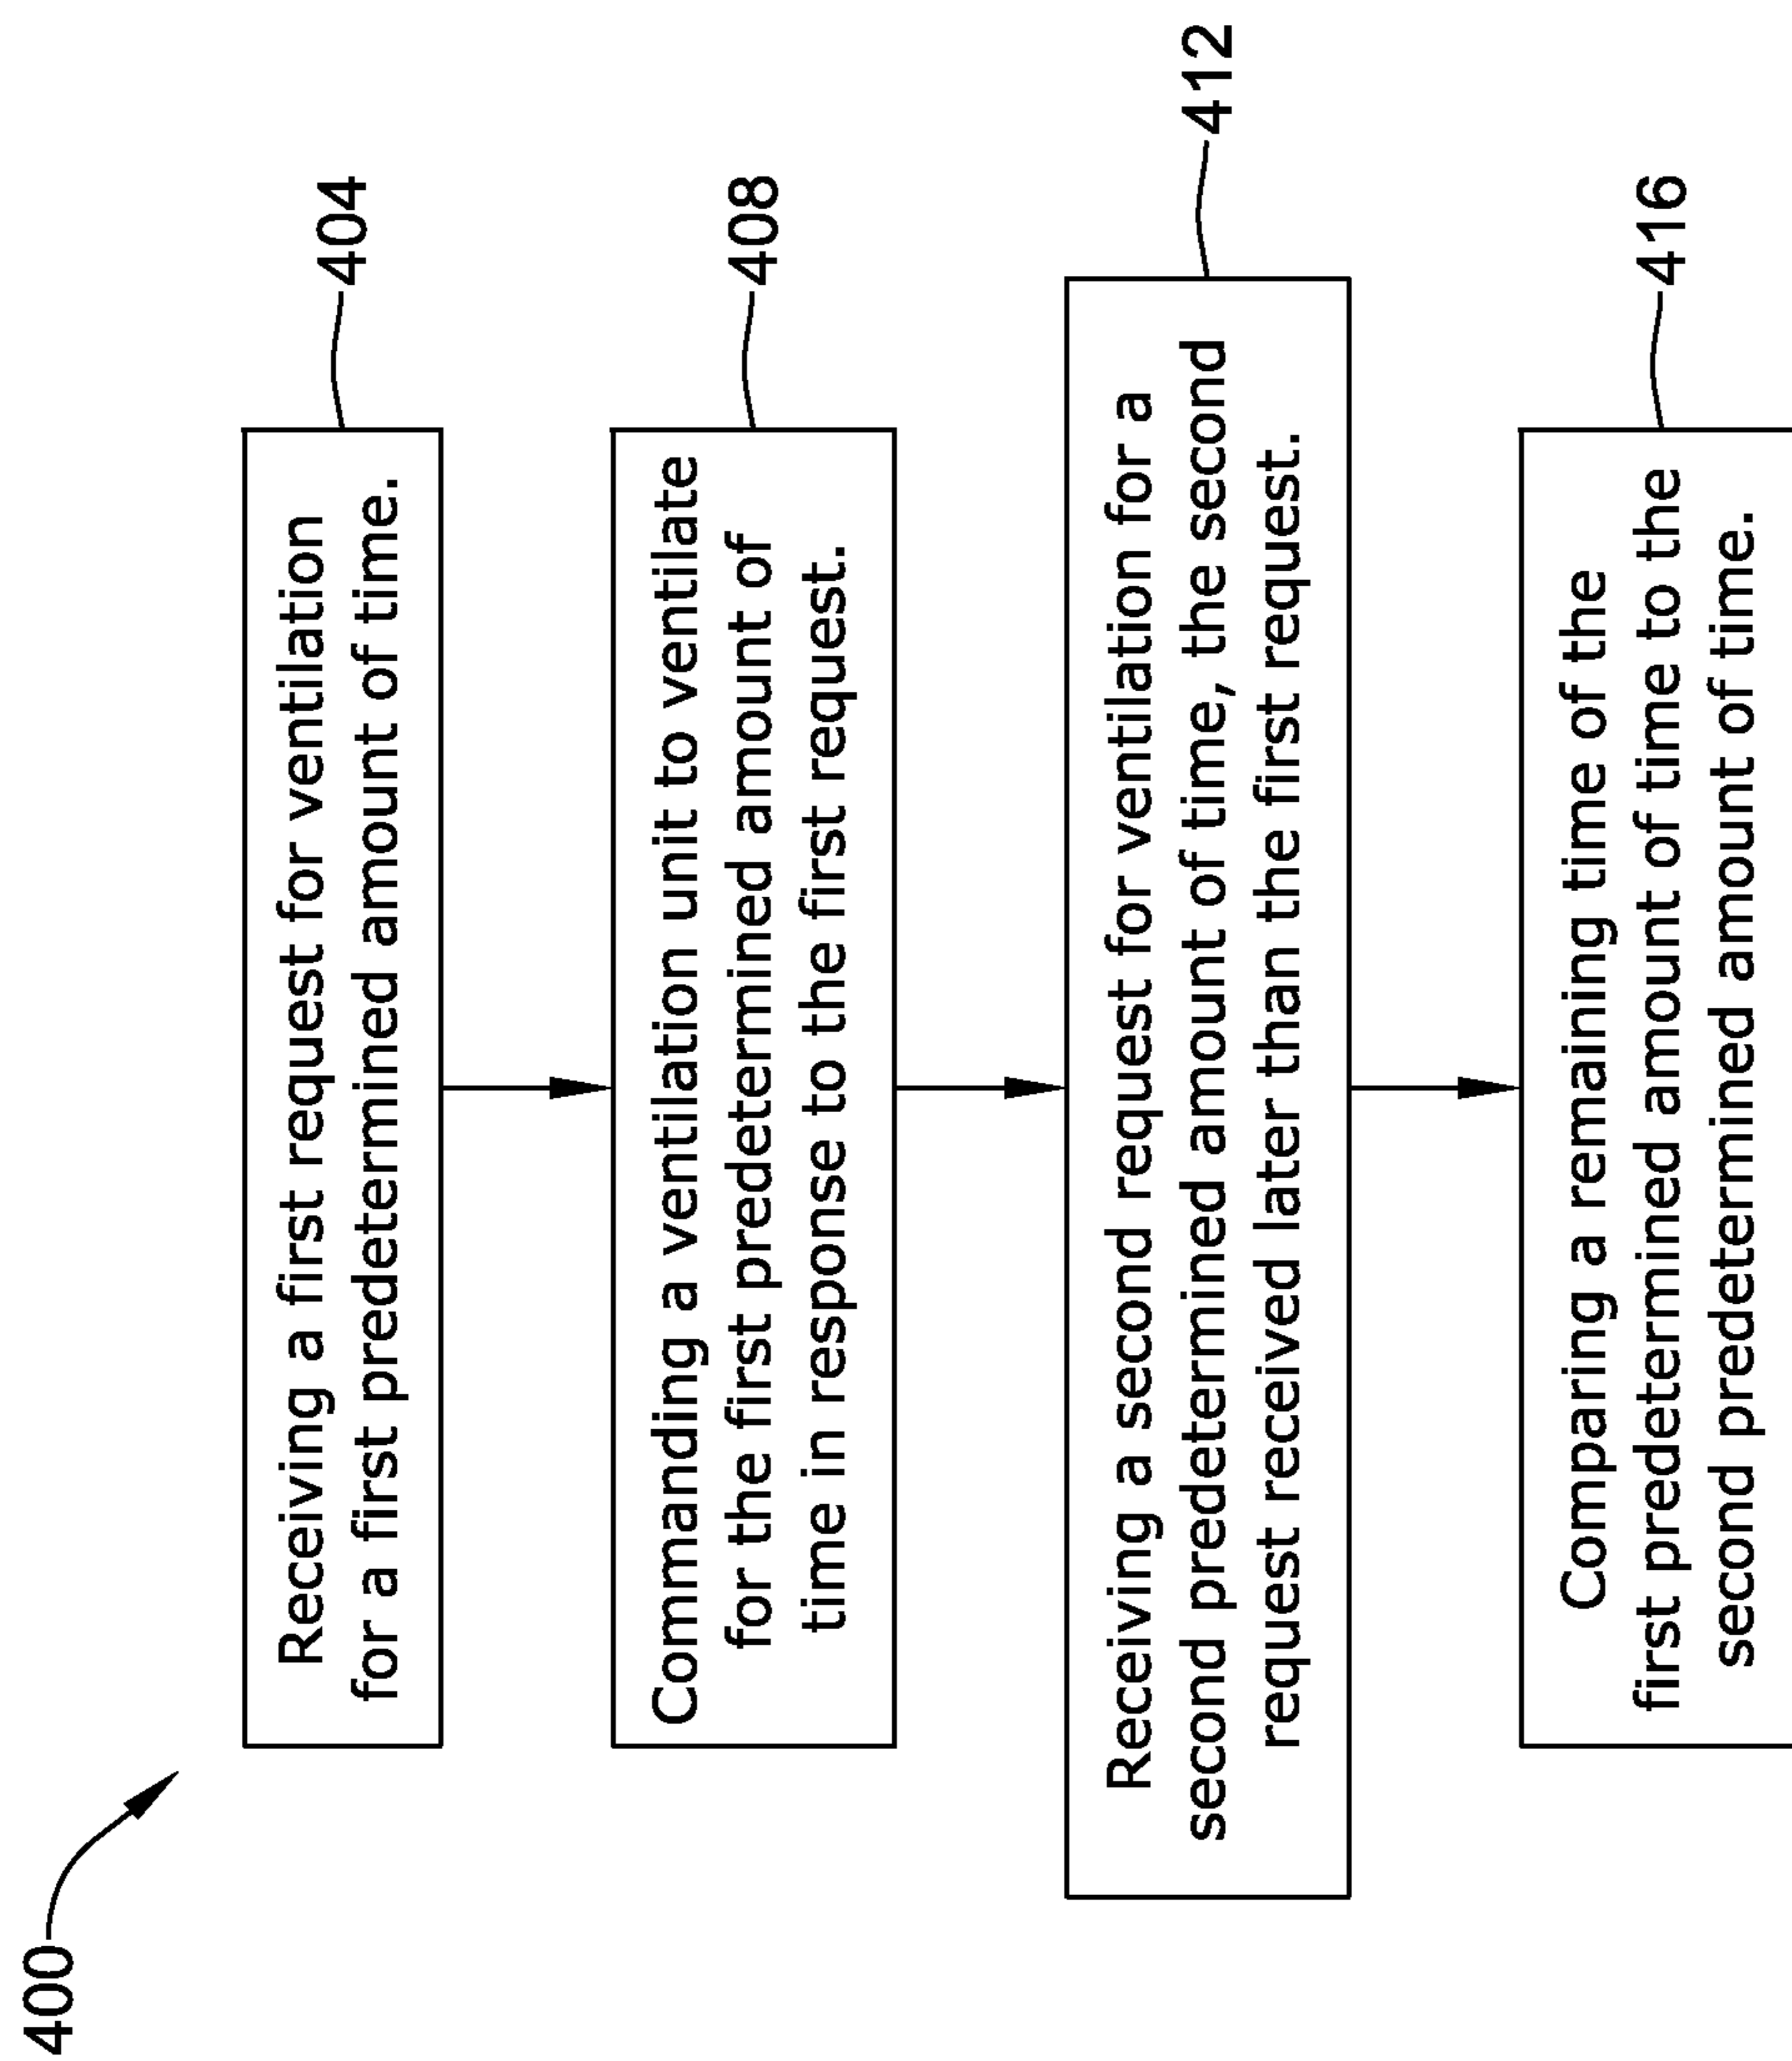 400
Receiving a first request for ventilation
for a first predetermined amount of time.
404
Commanding a ventilation unit to ventilate
for the first predetermined amount of
time in response to the first request.
408
Receiving a second request for ventilation for a
second predetermined amount of time, the second
request received later than the first request.
412
Comparing a remaining time of the
first predetermined amount of time to the
second predetermined amount of time.
416